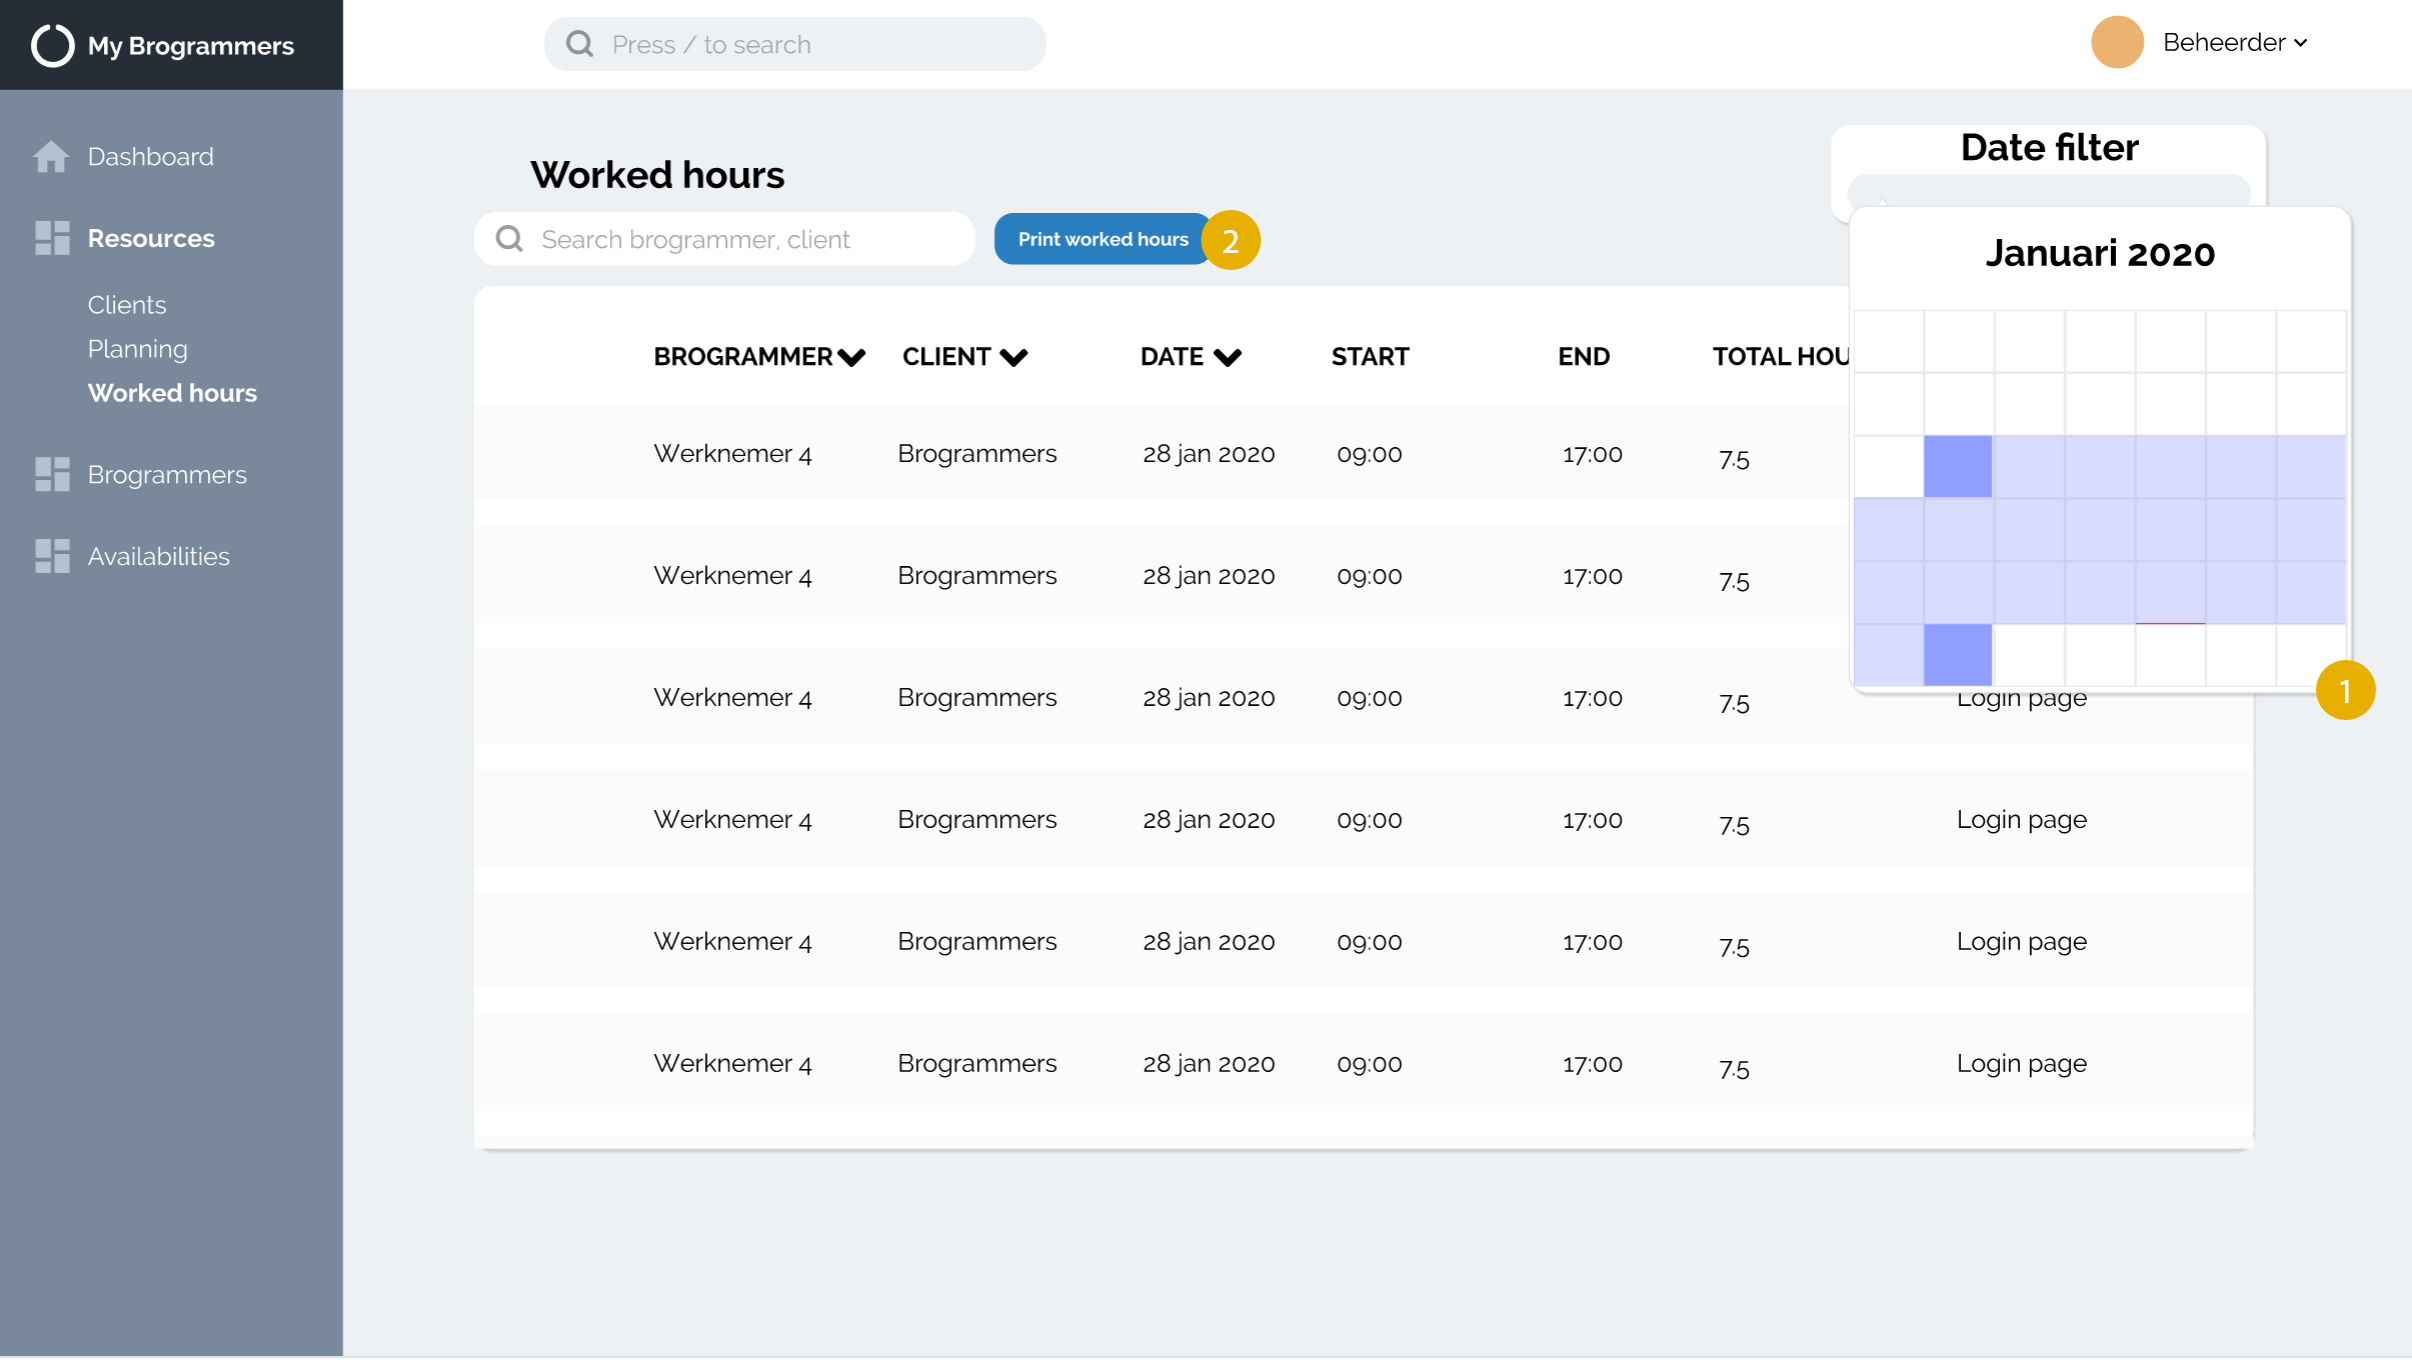 My Brogrammers
Press / to search
Beheerder
Dashboard
Resources
Clients
Planning
Worked hours
Brogrammers
Availabilities
Worked hours
Search brogrammer, client
Print worked hours
2
Date filter
Januari 2020
1
BROGRAMMER CLIENT DATE START END TOTAL HOU
Werknemer 4 Brogrammers 28 jan 2020 09:00 17:00 7.5
Werknemer 4 Brogrammers 28 jan 2020 09:00 17:00 7.5
Werknemer 4 Brogrammers 28 jan 2020 09:00 17:00 7.5 Login page
Werknemer 4 Brogrammers 28 jan 2020 09:00 17:00 7.5 Login page
Werknemer 4 Brogrammers 28 jan 2020 09:00 17:00 7.5 Login page
Werknemer 4 Brogrammers 28 jan 2020 09:00 17:00 7.5 Login page